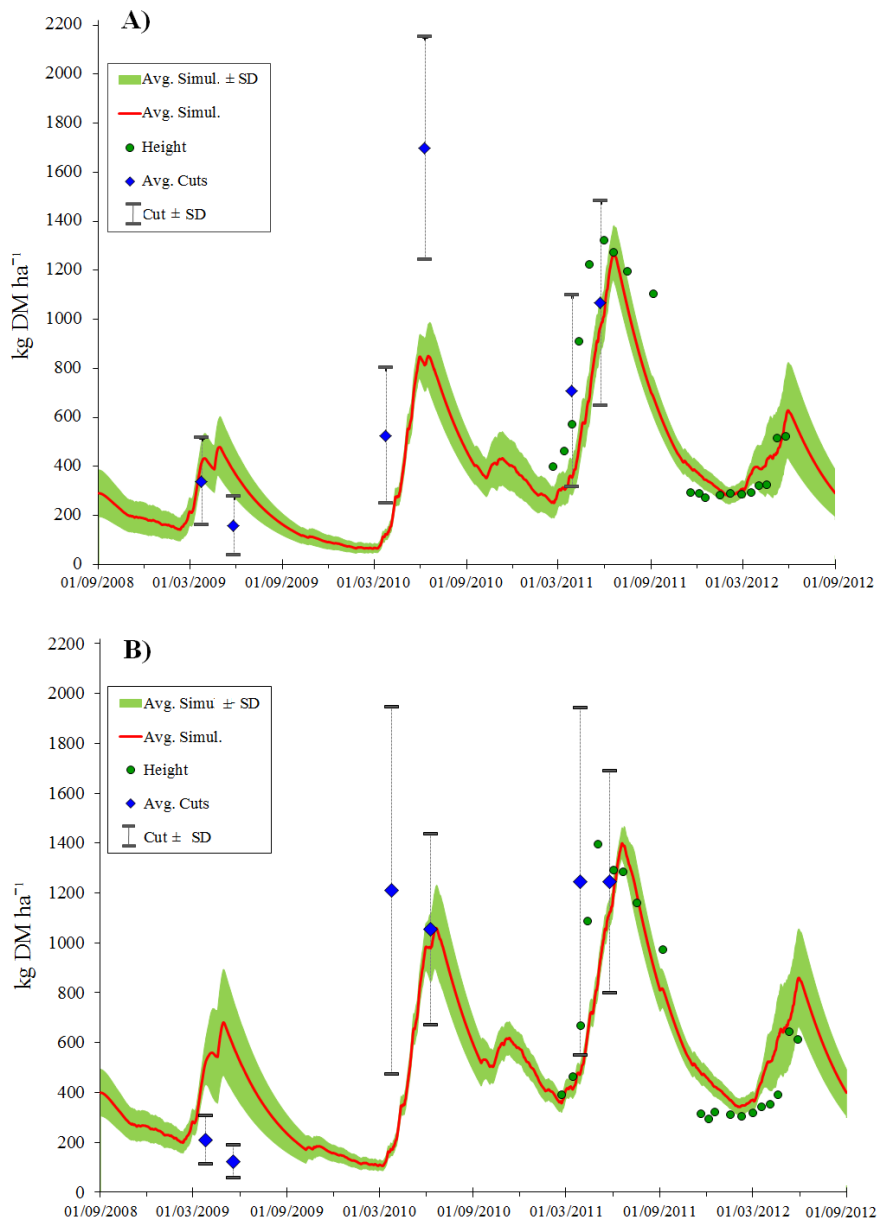 A)
2200
2000
1800
1600
1400
1200
1000
800
600
400
200
0
kg DM ha⁻¹
Avg. Simul. ± SD
Avg. Simul.
Height
Avg. Cuts
Cut ± SD
01/09/2008 01/03/2009 01/09/2009 01/03/2010 01/09/2010 01/03/2011 01/09/2011 01/03/2012 01/09/2012
B)
2200
2000
1800
1600
1400
1200
1000
800
600
400
200
0
kg DM ha⁻¹
Avg. Simu ± SD
Avg. Simul.
Height
Avg. Cuts
Cut ± SD
01/09/2008 01/03/2009 01/09/2009 01/03/2010 01/09/2010 01/03/2011 01/09/2011 01/03/2012 01/09/2012